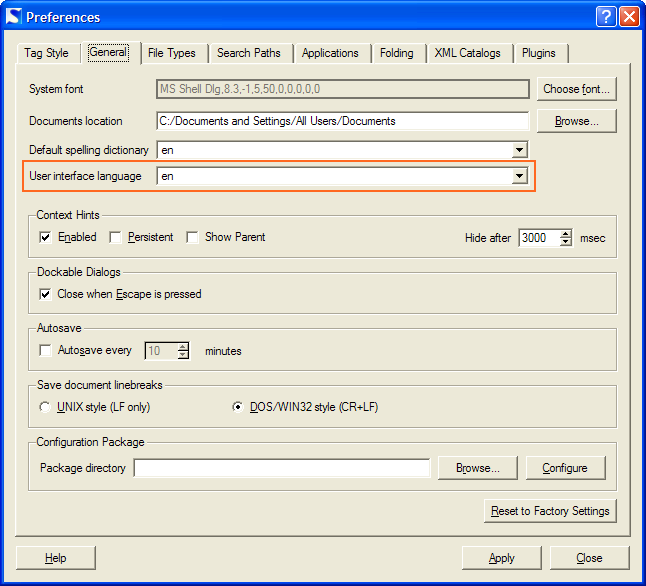 Preferences
Tag Style General File Types Search Paths Applications Folding XML Catalogs Plugins
System font MS Shell Dlg,8.3,-1,5,50,0,0,0,0,0 Choose font...
Documents location C:/Documents and Settings/All Users/Documents Browse...
Default spelling dictionary en
User interface language en
Context Hints
Enabled Persistent Show Parent Hide after 3000 msec
Dockable Dialogs
Close when Escape is pressed
Autosave
Autosave every 10 minutes
Save document linebreaks
UNIX style (LF only) DOS/WIN32 style (CR+LF)
Configuration Package
Package directory Browse... Configure
Reset to Factory Settings
Help Apply Close